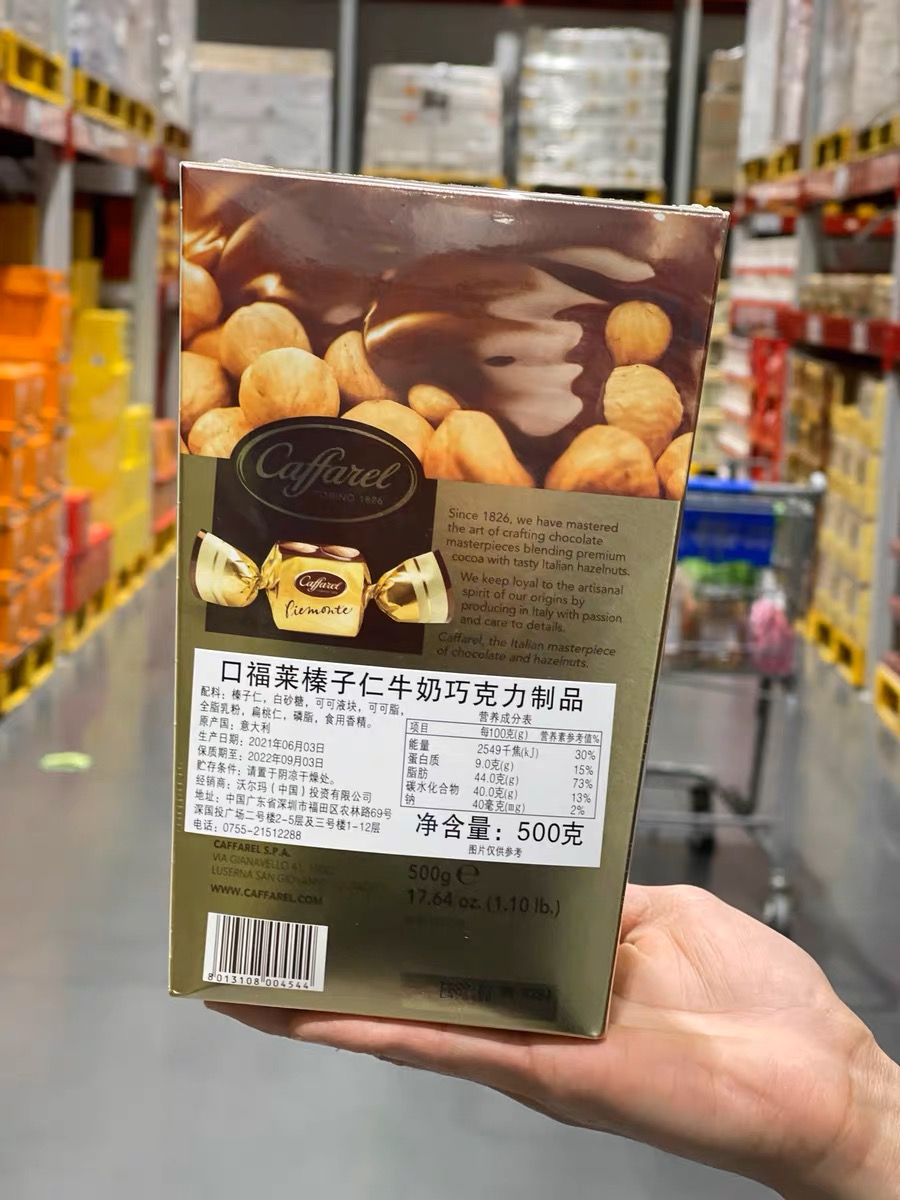 Caffarel
TORINO 1826
Since 1826, we have mastered
the art of crafting chocolate
masterpieces blending premium
cocoa with tasty Italian hazelnuts.
We keep loyal to the artisanal
spirit of our origins by
producing in Italy with passion
and care to details.
Caffarel, the Italian masterpiece
of chocolate and hazelnuts.
Caffarel
Piemonte
口福莱榛子仁牛奶巧克力制品
配料：榛子仁，白砂糖，可可液块，可可脂，
全脂乳粉，扁桃仁，磷脂，食用香精。
原产国：意大利
生产日期：2021年06月03日
保质期至：2022年09月03日
贮存条件：请置于阴凉干燥处。
经销商：沃尔玛（中国）投资有限公司
地址：中国广东省深圳市福田区农林路69号
深国投广场二号楼2-5层及三号楼1-12层
电话：0755-21512288
营养成分表
项目 每100克(g) 营养素参考值%
能量 2549千焦(kJ) 30%
蛋白质 9.0克(g) 15%
脂肪 44.0克(g) 73%
碳水化合物 40.0克(g) 13%
钠 40毫克(mg) 2%
净含量：500克
图片仅供参考
CAFFAREL S.P.A.
VIA GIANAVELLO 41,
LUSERNA SAN
WWW.CAFFAREL.COM
500g ℮
17.64 oz. (1.10 lb.)
8 013108 004544